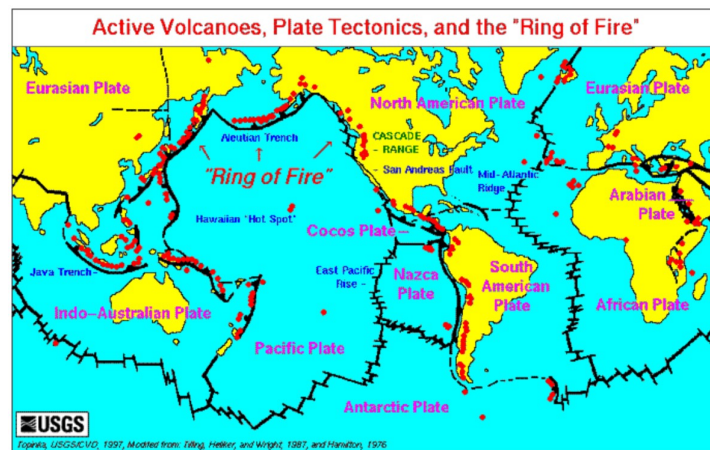 Active Volcanoes, Plate Tectonics, and the "Ring of Fire"
Eurasian Plate
North American Plate
Eurasian Plate
Aleutian Trench
CASCADE
RANGE
"Ring of Fire"
San Andreas Fault
Mid-Atlantic
Ridge
Arabian
Plate
Hawaiian "Hot Spot"
Cocos Plate
Java Trench
East Pacific
Rise
Nazca
Plate
South
American
Plate
Indo-Australian Plate
African Plate
Pacific Plate
Antarctic Plate
USGS
Topinka, USGS/CVO, 1997, Modified from: Tilling, Heliker, and Wright, 1987, and Hamilton, 1976